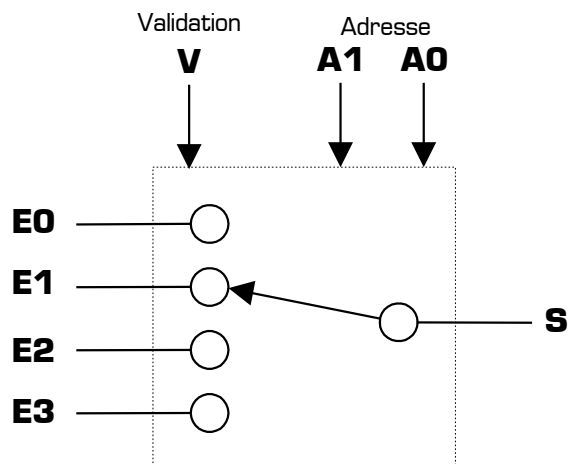 Validation
V
Adresse
A1 A0
E0
E1
E2
E3
S